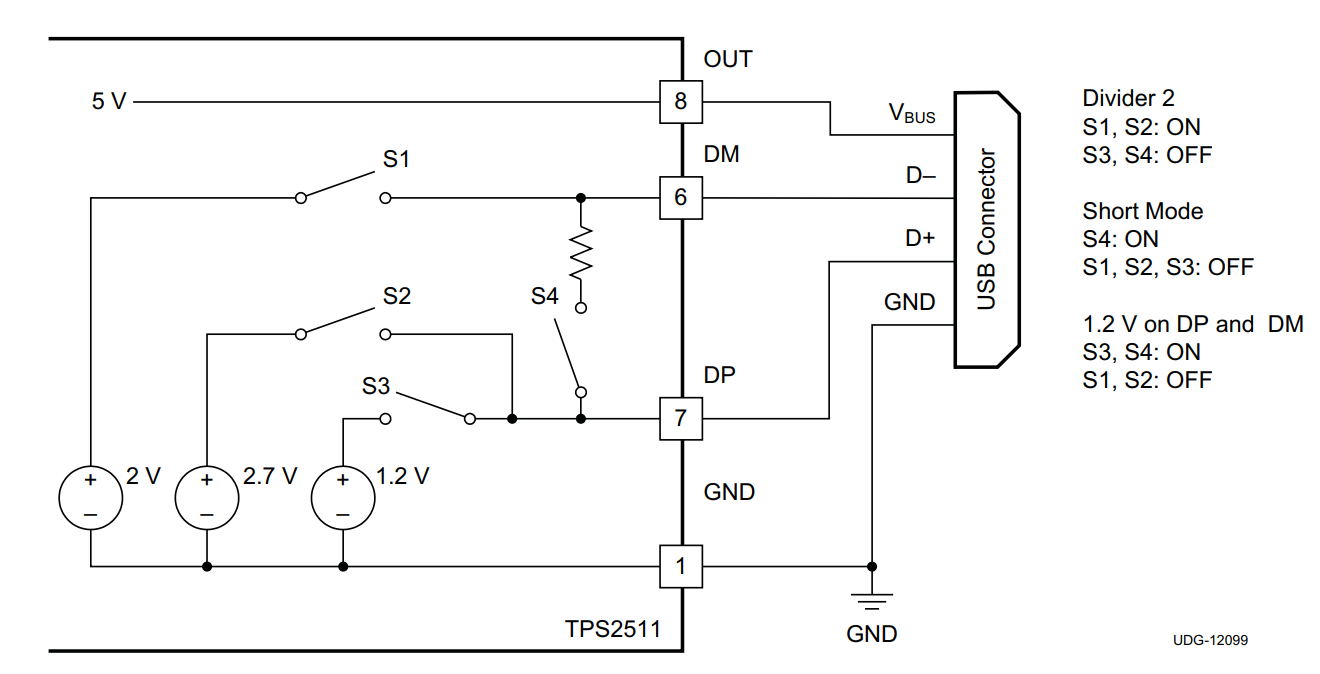 OUT
5 V
8
V_BUS
DM
S1
6
D–
D+
S2
S4
GND
S3
DP
7
+
–
2 V
+
–
2.7 V
+
–
1.2 V
GND
1
TPS2511
GND
USB Connector
Divider 2
S1, S2: ON
S3, S4: OFF
Short Mode
S4: ON
S1, S2, S3: OFF
1.2 V on DP and DM
S3, S4: ON
S1, S2: OFF
UDG-12099